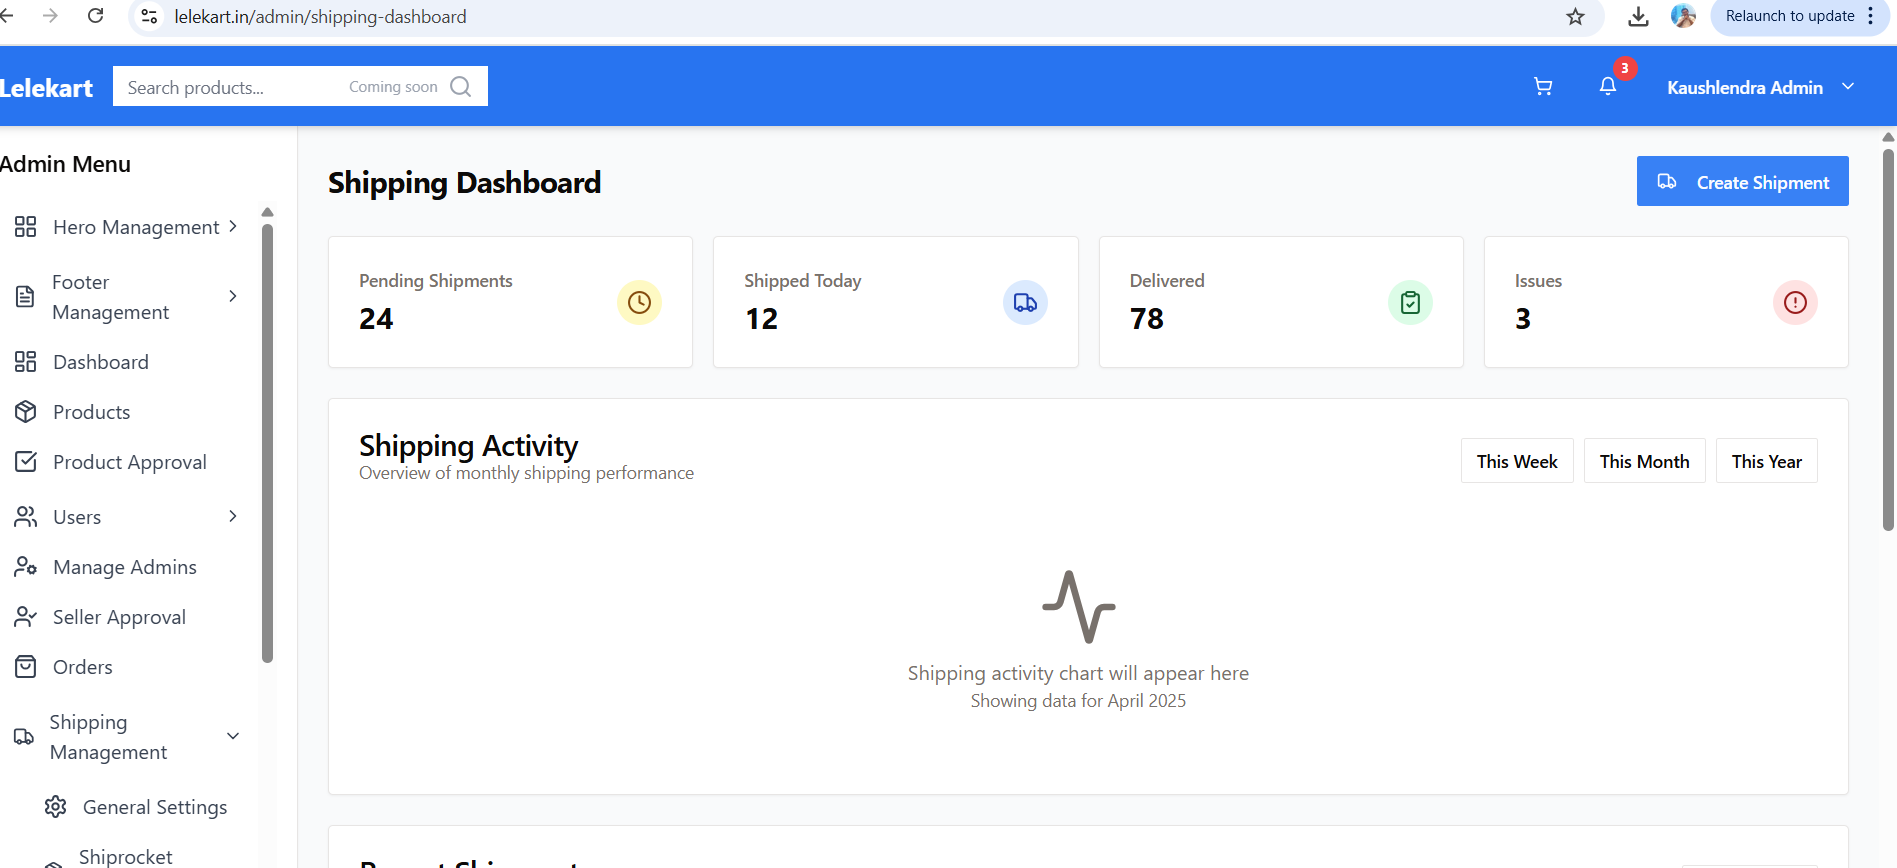 lelekart.in/admin/shipping-dashboard
Relaunch to update
Lelekart
Search products...
Coming soon
3
Kaushlendra Admin
Admin Menu
Hero Management
Footer
Management
Dashboard
Products
Product Approval
Users
Manage Admins
Seller Approval
Orders
Shipping
Management
General Settings
Shiprocket
Shipping Dashboard
Create Shipment
Pending Shipments
24
Shipped Today
12
Delivered
78
Issues
3
Shipping Activity
Overview of monthly shipping performance
This Week
This Month
This Year
Shipping activity chart will appear here
Showing data for April 2025